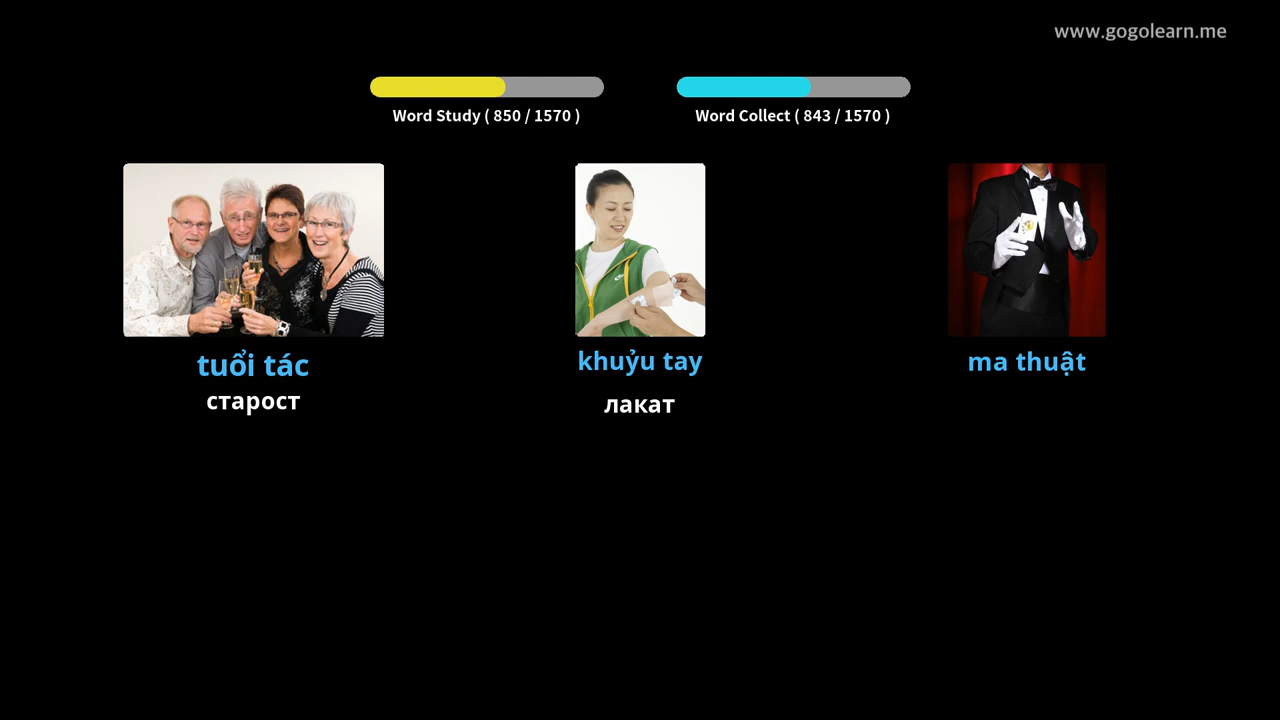 www.gogolearn.me
Word Study ( 850 / 1570 )
Word Collect ( 843 / 1570 )
tuổi tác
старост
khuỷu tay
лакат
ma thuật